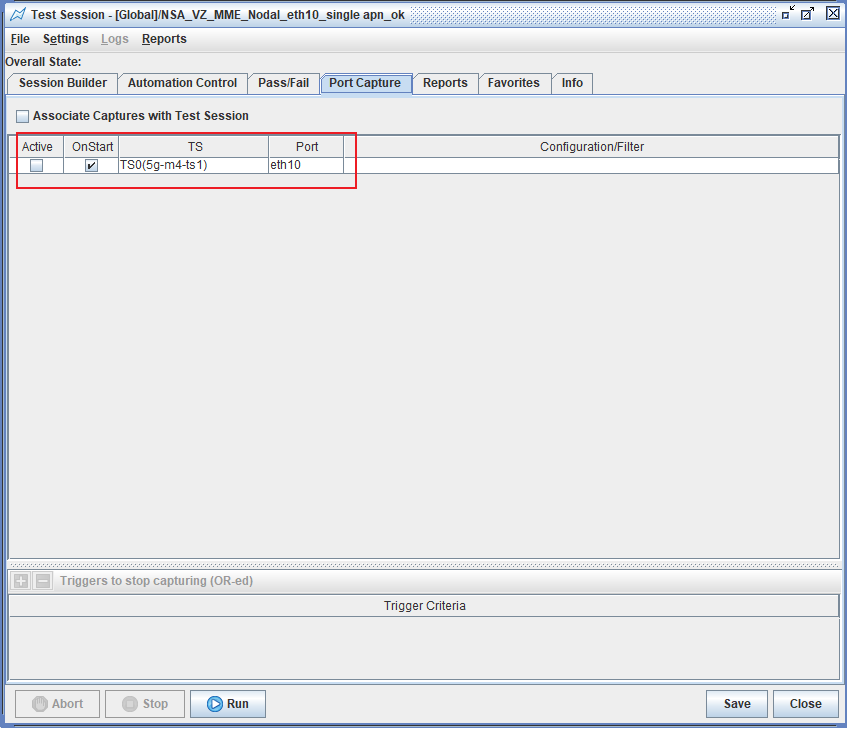 Test Session - [Global]/NSA_VZ_MME_Nodal_eth10_single apn_ok
File Settings Logs Reports
Overall State:
Session Builder Automation Control Pass/Fail Port Capture Reports Favorites Info
Associate Captures with Test Session
Active OnStart TS Port Configuration/Filter
TS0(5g-m4-ts1) eth10
Triggers to stop capturing (OR-ed)
Trigger Criteria
Abort Stop Run Save Close